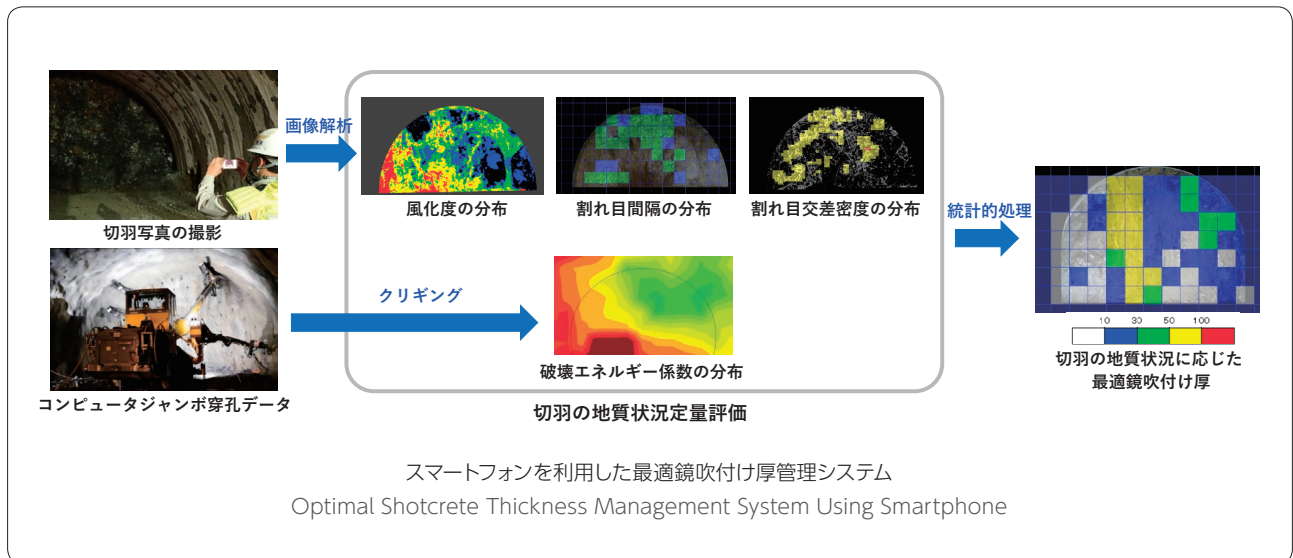 画像解析
切羽写真の撮影
風化度の分布
割れ目間隔の分布
割れ目交差密度の分布
統計的処理
クリギング
コンピュータジャンボ穿孔データ
破壊エネルギー係数の分布
切羽の地質状況定量評価
10 30 50 100
切羽の地質状況に応じた
最適鏡吹付け厚
スマートフォンを利用した最適鏡吹付け厚管理システム
Optimal Shotcrete Thickness Management System Using Smartphone